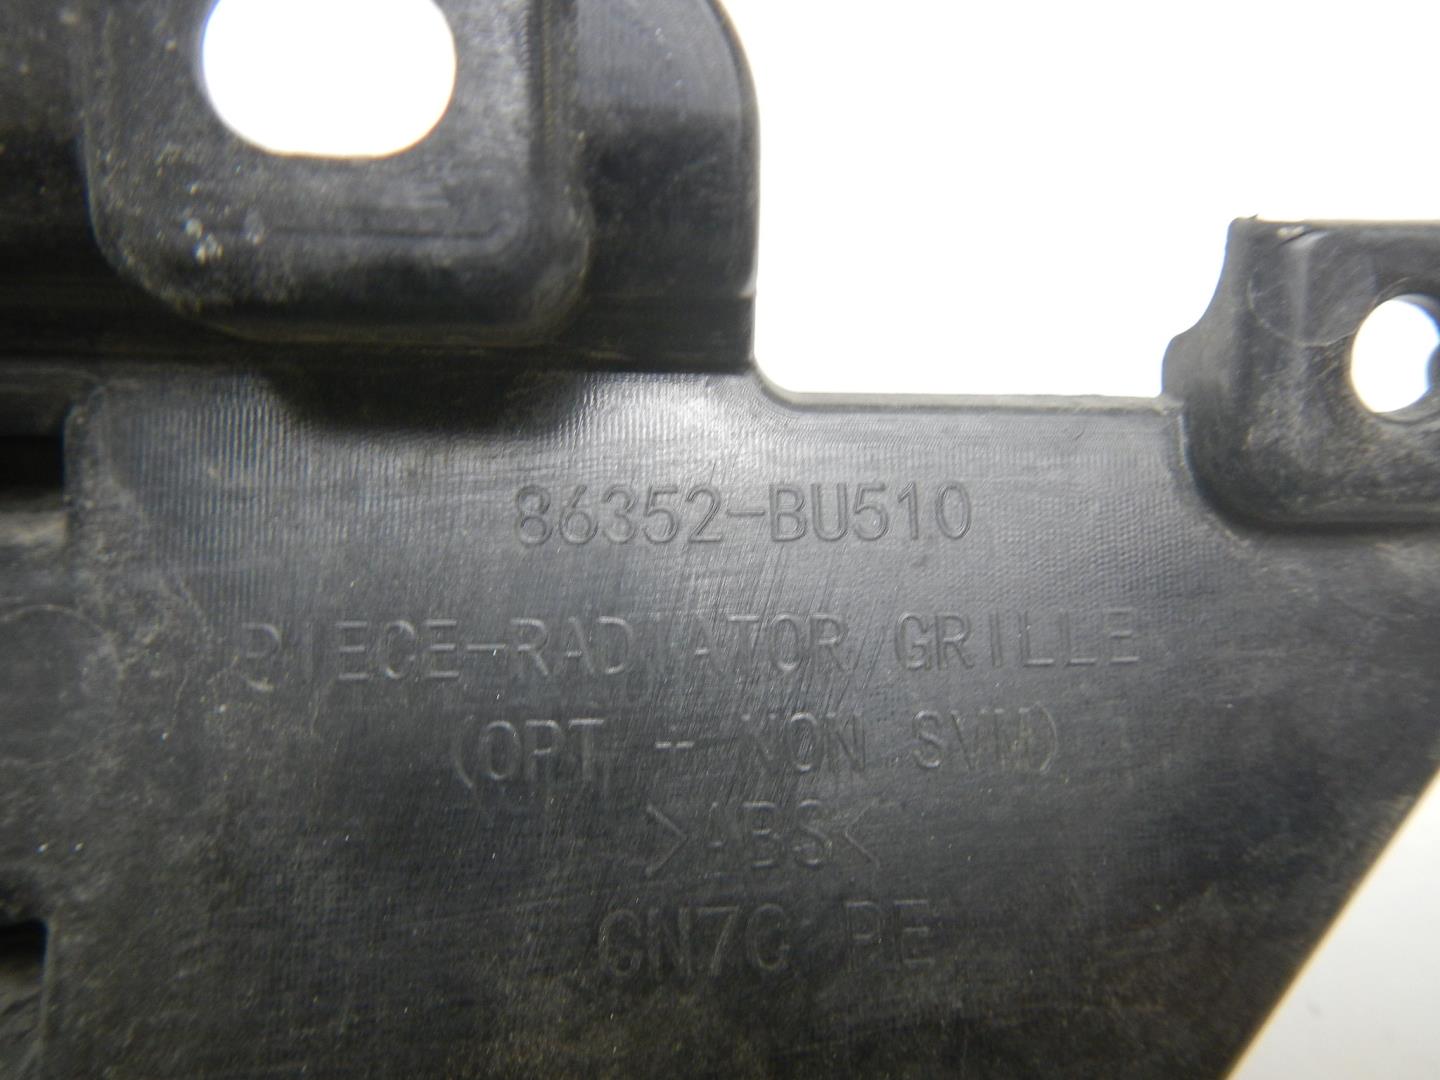 86352-BU510
PIECE-RADIATOR GRILLE
(OPT - NON SVM)
>ABS<
CN7C PE